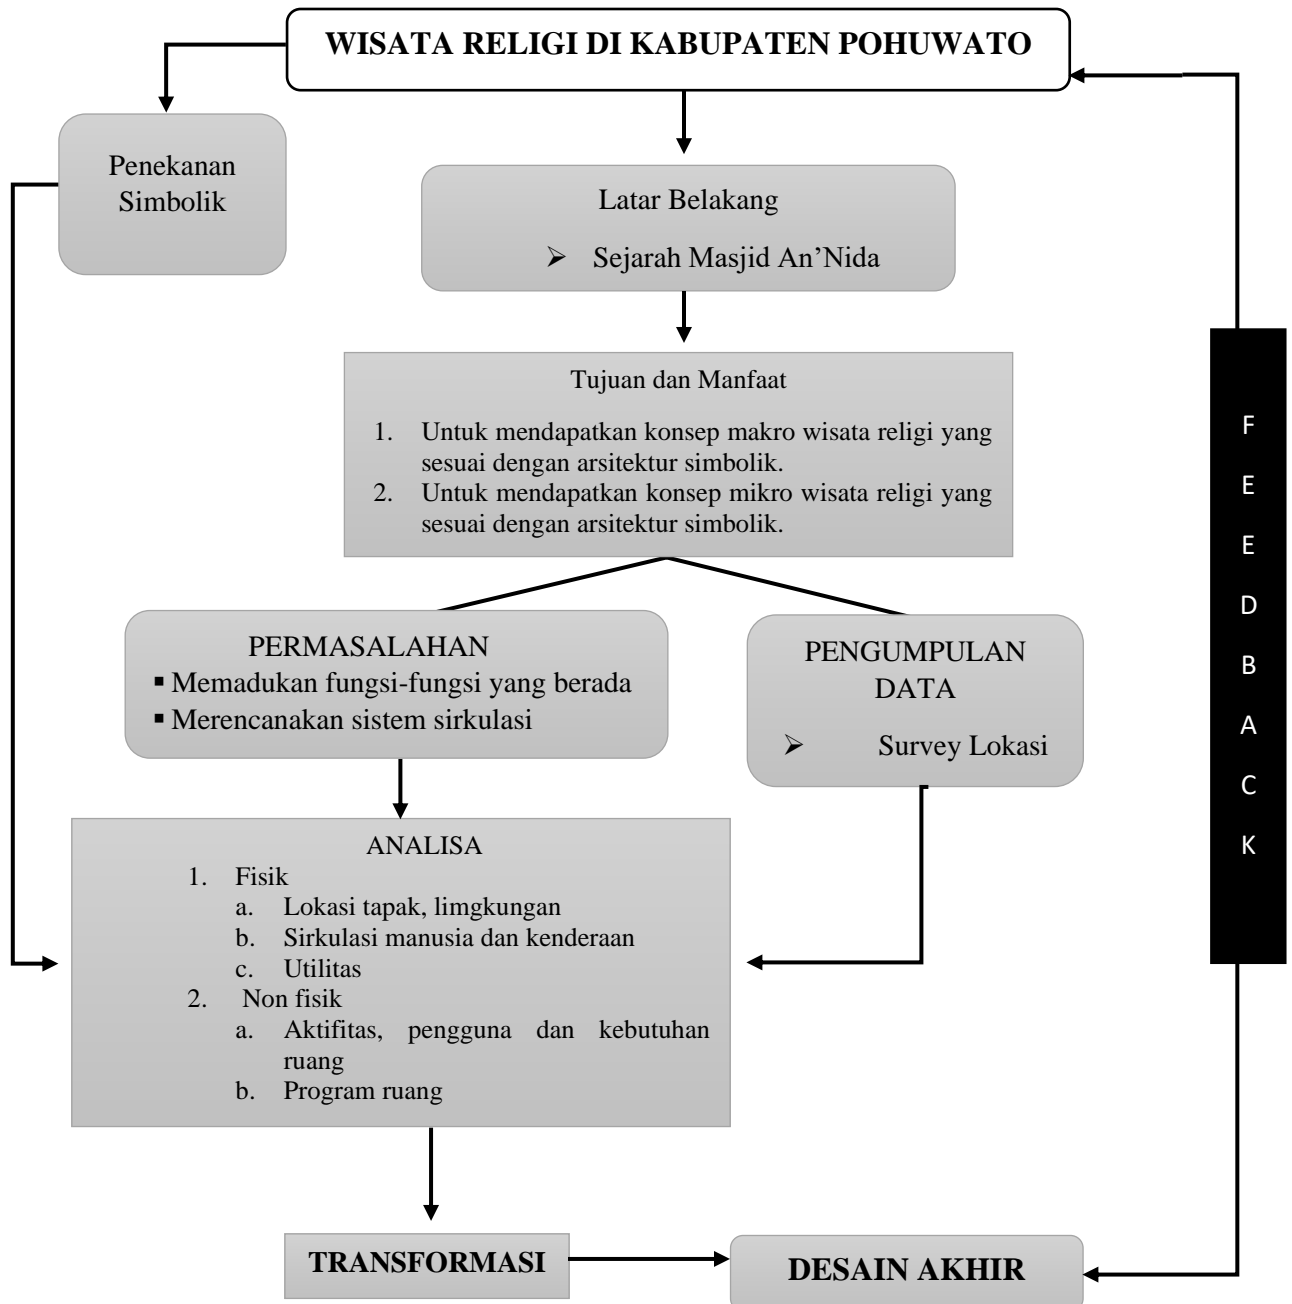 WISATA RELIGI DI KABUPATEN POHUWATO
Penekanan
Simbolik
Latar Belakang
➢ Sejarah Masjid An’Nida
Tujuan dan Manfaat
1. Untuk mendapatkan konsep makro wisata religi yang
sesuai dengan arsitektur simbolik.
2. Untuk mendapatkan konsep mikro wisata religi yang
sesuai dengan arsitektur simbolik.
PERMASALAHAN
▪ Memadukan fungsi-fungsi yang berada
▪ Merencanakan sistem sirkulasi
PENGUMPULAN
DATA
➢ Survey Lokasi
ANALISA
1. Fisik
a. Lokasi tapak, limgkungan
b. Sirkulasi manusia dan kenderaan
c. Utilitas
2. Non fisik
a. Aktifitas, pengguna dan kebutuhan
ruang
b. Program ruang
TRANSFORMASI
DESAIN AKHIR
F
E
E
D
B
A
C
K